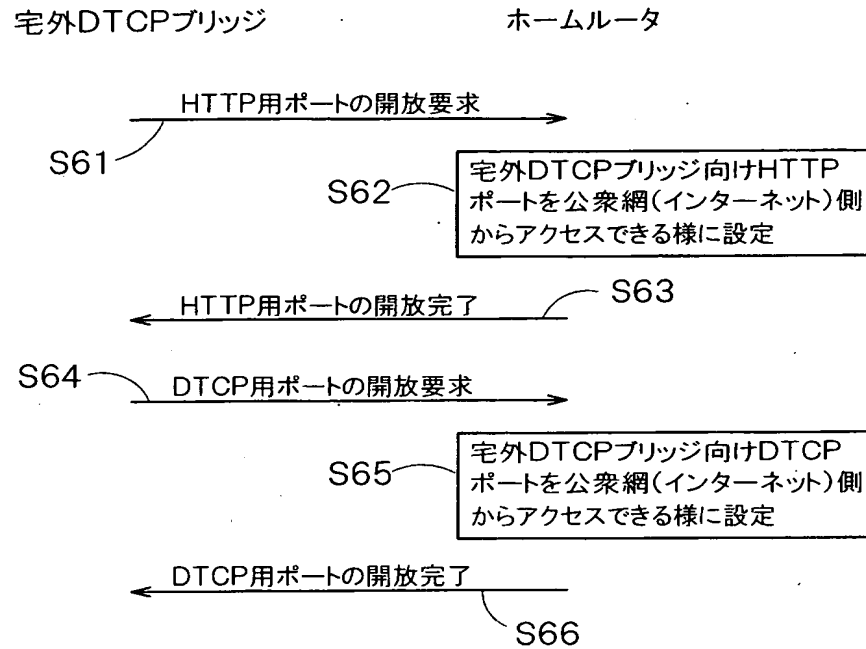 宅外DTCPブリッジ
ホームルータ
HTTP用ポートの開放要求
S61
S62
宅外DTCPブリッジ向けHTTP
ポートを公衆網(インターネット)側
からアクセスできる様に設定
HTTP用ポートの開放完了
S63
S64
DTCP用ポートの開放要求
S65
宅外DTCPブリッジ向けDTCP
ポートを公衆網(インターネット)側
からアクセスできる様に設定
DTCP用ポートの開放完了
S66